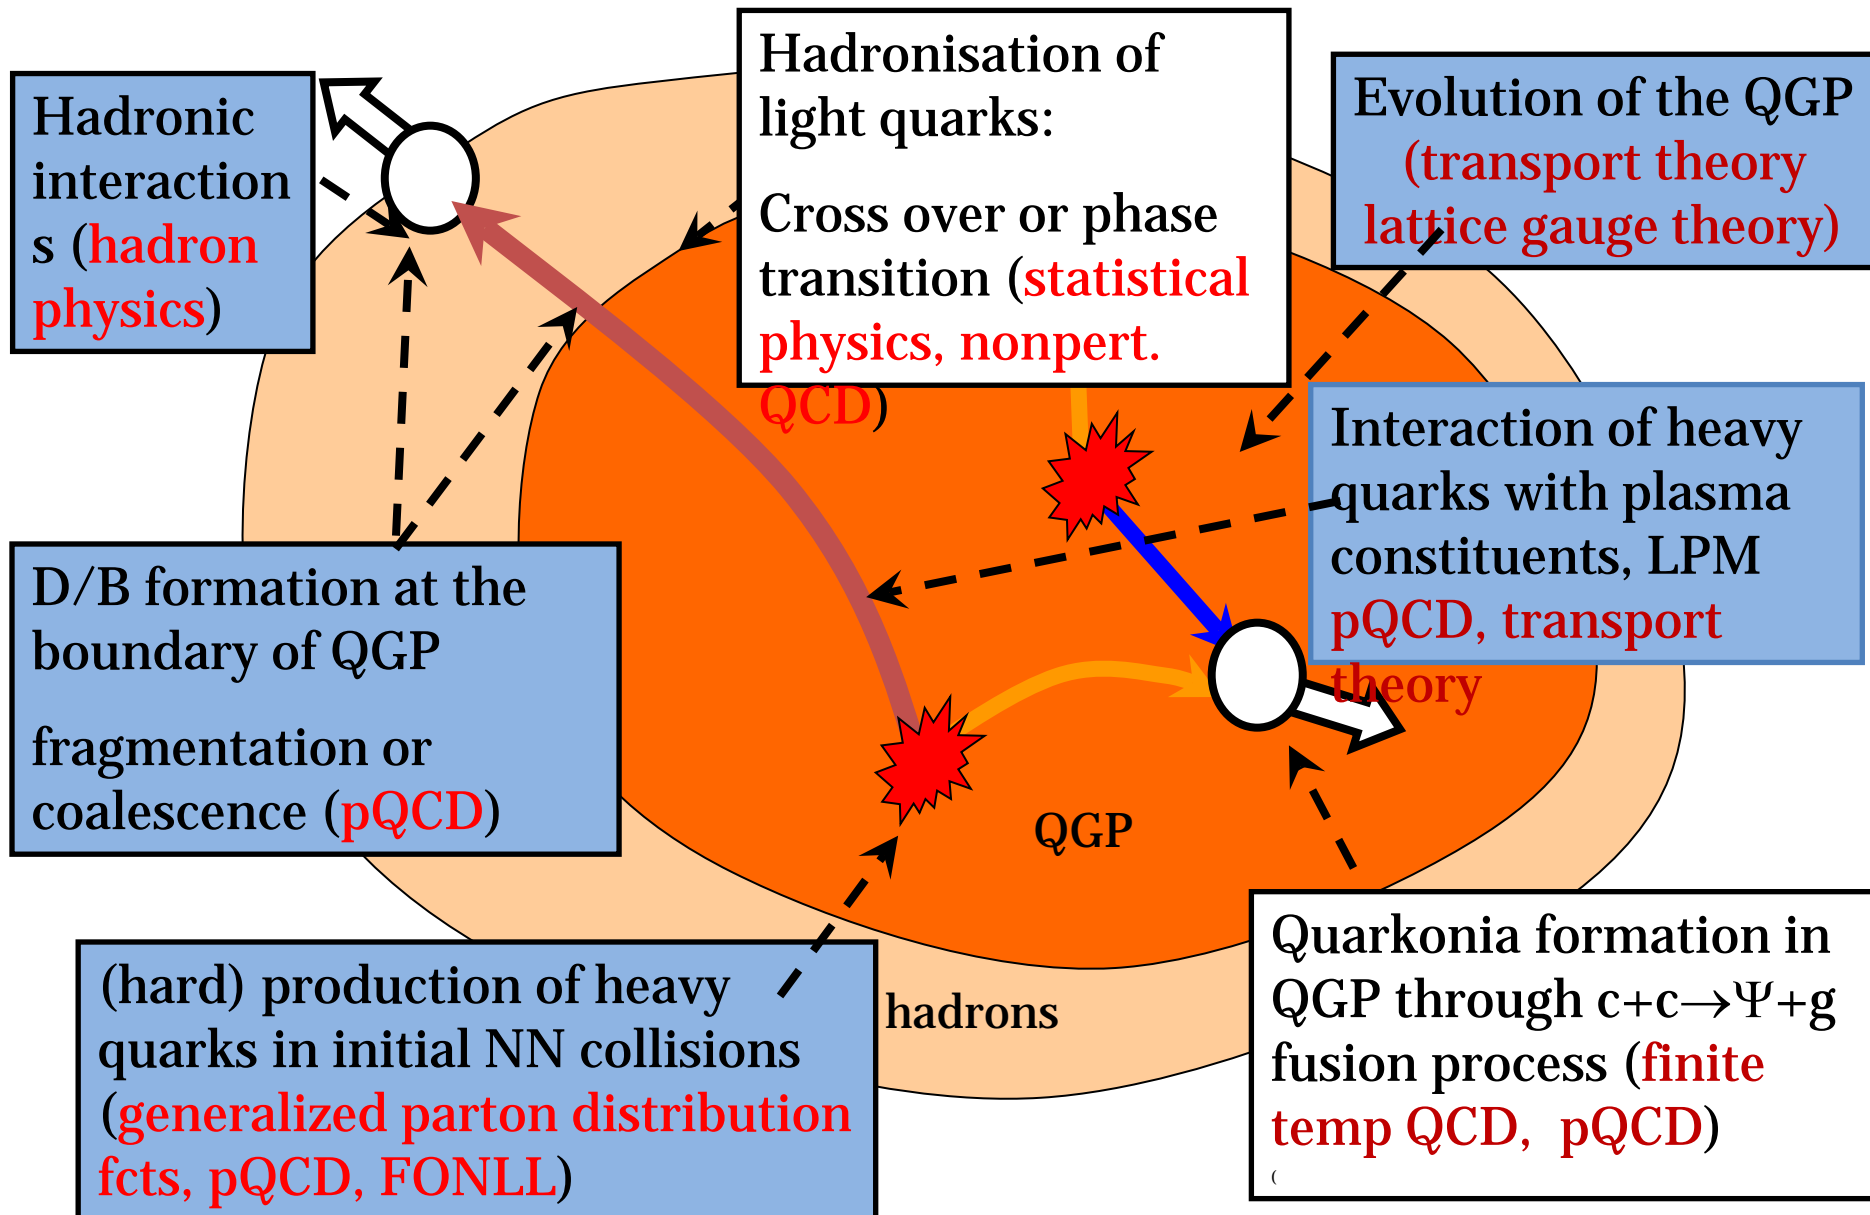 Hadronic
interaction
s (hadron
physics)
Hadronisation of
light quarks:
Cross over or phase
transition (statistical
physics, nonpert.
QCD)
Evolution of the QGP
(transport theory
lattice gauge theory)
Interaction of heavy
quarks with plasma
constituents, LPM
pQCD, transport
theory
D/B formation at the
boundary of QGP
fragmentation or
coalescence (pQCD)
QGP
hadrons
(hard) production of heavy
quarks in initial NN collisions
(generalized parton distribution
fcts, pQCD, FONLL)
Quarkonia formation in
QGP through c+c→Ψ+g
fusion process (finite
temp QCD, pQCD)
(